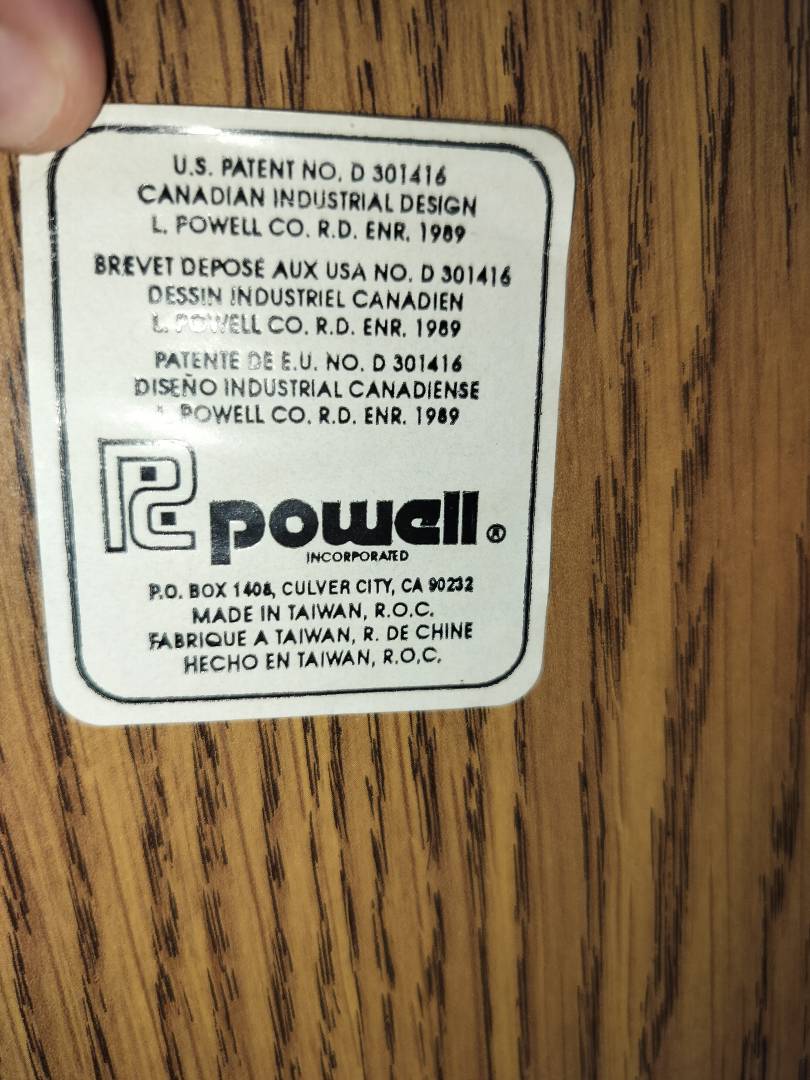 U.S. PATENT NO. D 301416
CANADIAN INDUSTRIAL DESIGN
L. POWELL CO. R.D. ENR. 1989
BREVET DEPOSÉ AUX USA NO. D 301416
DESSIN INDUSTRIEL CANADIEN
L. POWELL CO. R.D. ENR. 1989
PATENTE DE E.U. NO. D 301416
DISEÑO INDUSTRIAL CANADIENSE
L. POWELL CO. R.D. ENR. 1989
powell®
INCORPORATED
P.O. BOX 1408, CULVER CITY, CA 90232
MADE IN TAIWAN, R.O.C.
FABRIQUE A TAIWAN, R. DE CHINE
HECHO EN TAIWAN, R.O.C.